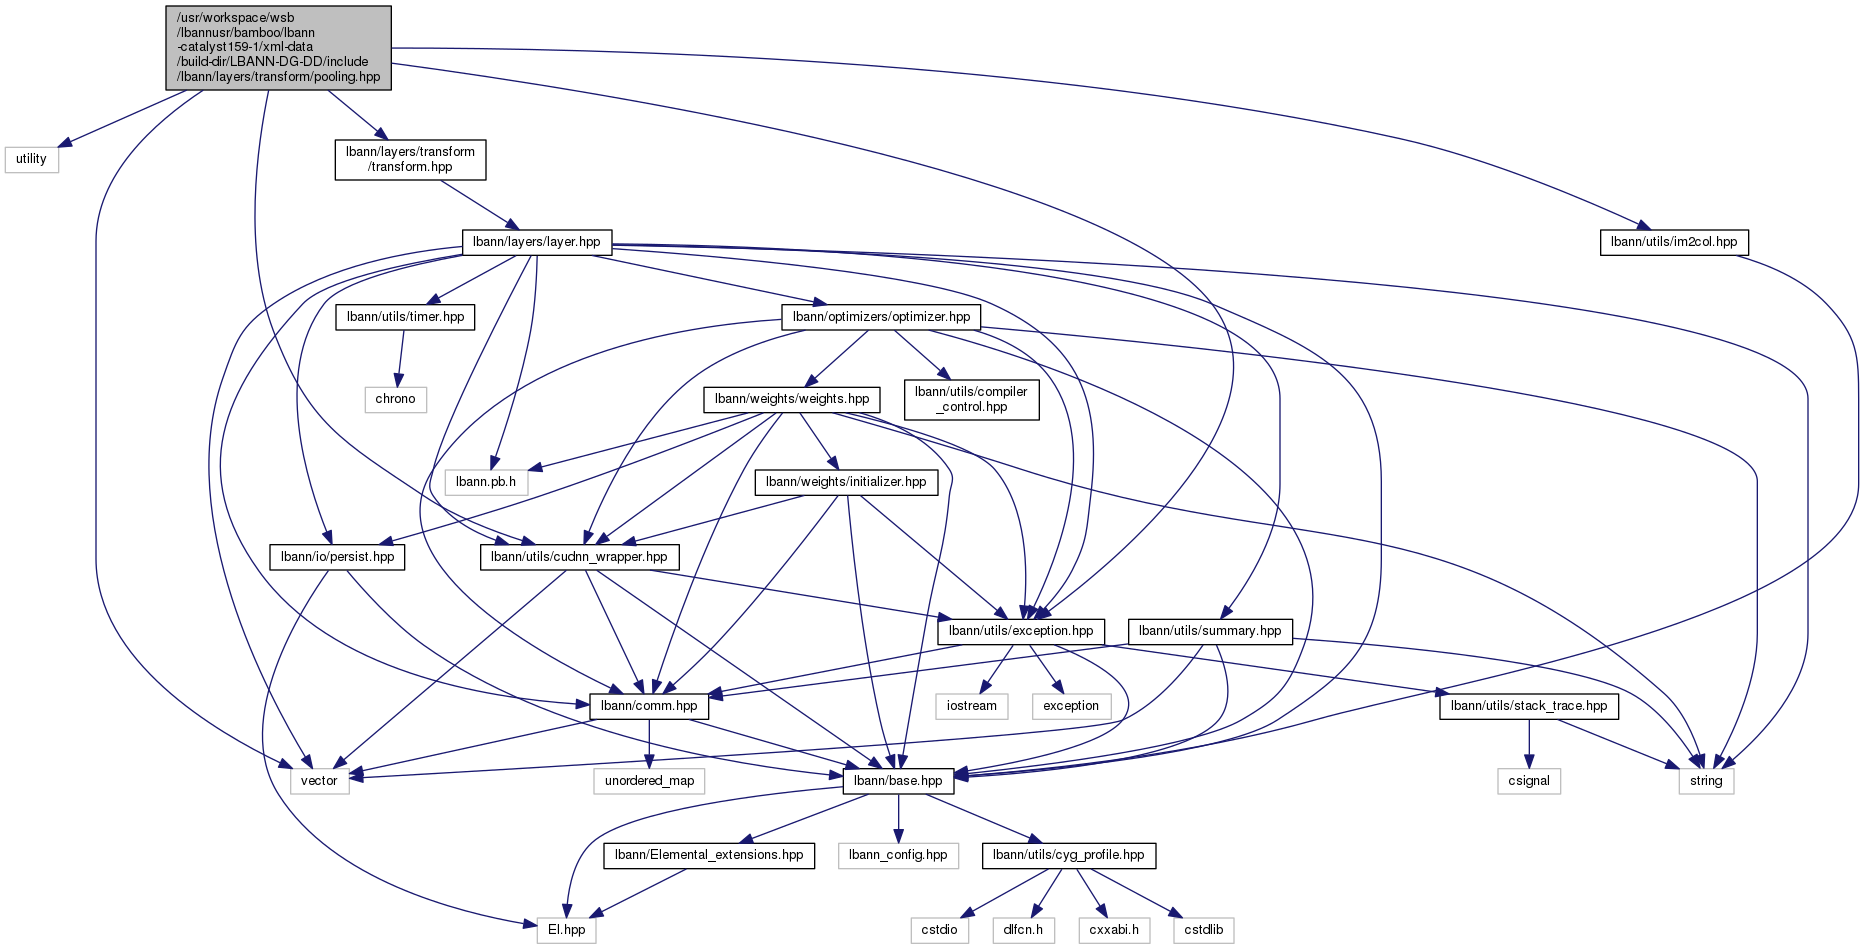 /usr/workspace/wsb
/lbannusr/bamboo/lbann
-catalyst159-1/xml-data
/build-dir/LBANN-DG-DD/include
/lbann/layers/transform/pooling.hpp
utility
lbann/layers/transform
/transform.hpp
lbann/layers/layer.hpp
lbann/utils/im2col.hpp
lbann/utils/timer.hpp
lbann/optimizers/optimizer.hpp
chrono
lbann/weights/weights.hpp
lbann/utils/compiler
_control.hpp
lbann.pb.h
lbann/weights/initializer.hpp
lbann/io/persist.hpp
lbann/utils/cudnn_wrapper.hpp
lbann/utils/exception.hpp
lbann/utils/summary.hpp
lbann/comm.hpp
iostream
exception
lbann/utils/stack_trace.hpp
vector
unordered_map
lbann/base.hpp
csignal
string
lbann/Elemental_extensions.hpp
lbann_config.hpp
lbann/utils/cyg_profile.hpp
El.hpp
cstdio
dlfcn.h
cxxabi.h
cstdlib